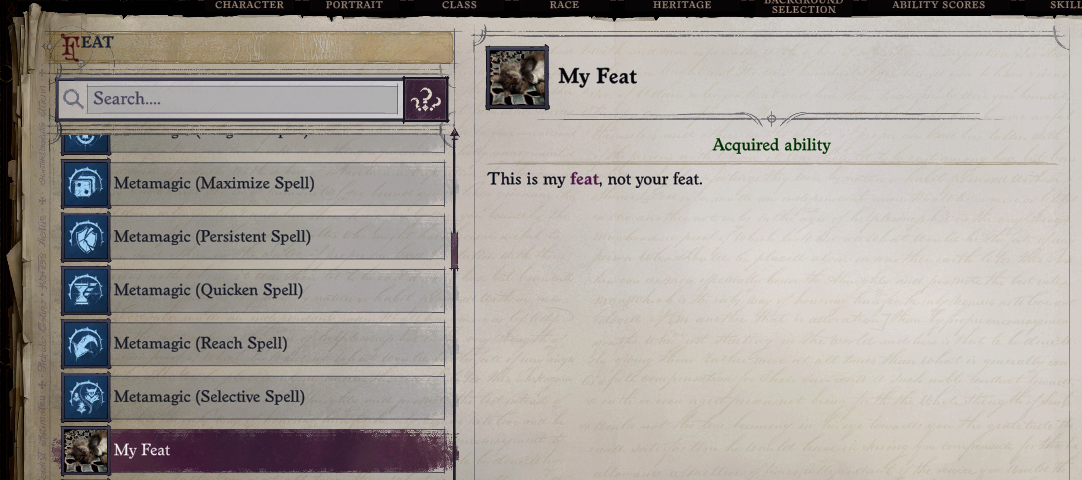 CHARACTER PORTRAIT CLASS RACE HERITAGE BACKGROUND SELECTION ABILITY SCORES
FEAT
Search....
Metamagic (Maximize Spell)
Metamagic (Persistent Spell)
Metamagic (Quicken Spell)
Metamagic (Reach Spell)
Metamagic (Selective Spell)
My Feat
My Feat
Acquired ability
This is my feat, not your feat.